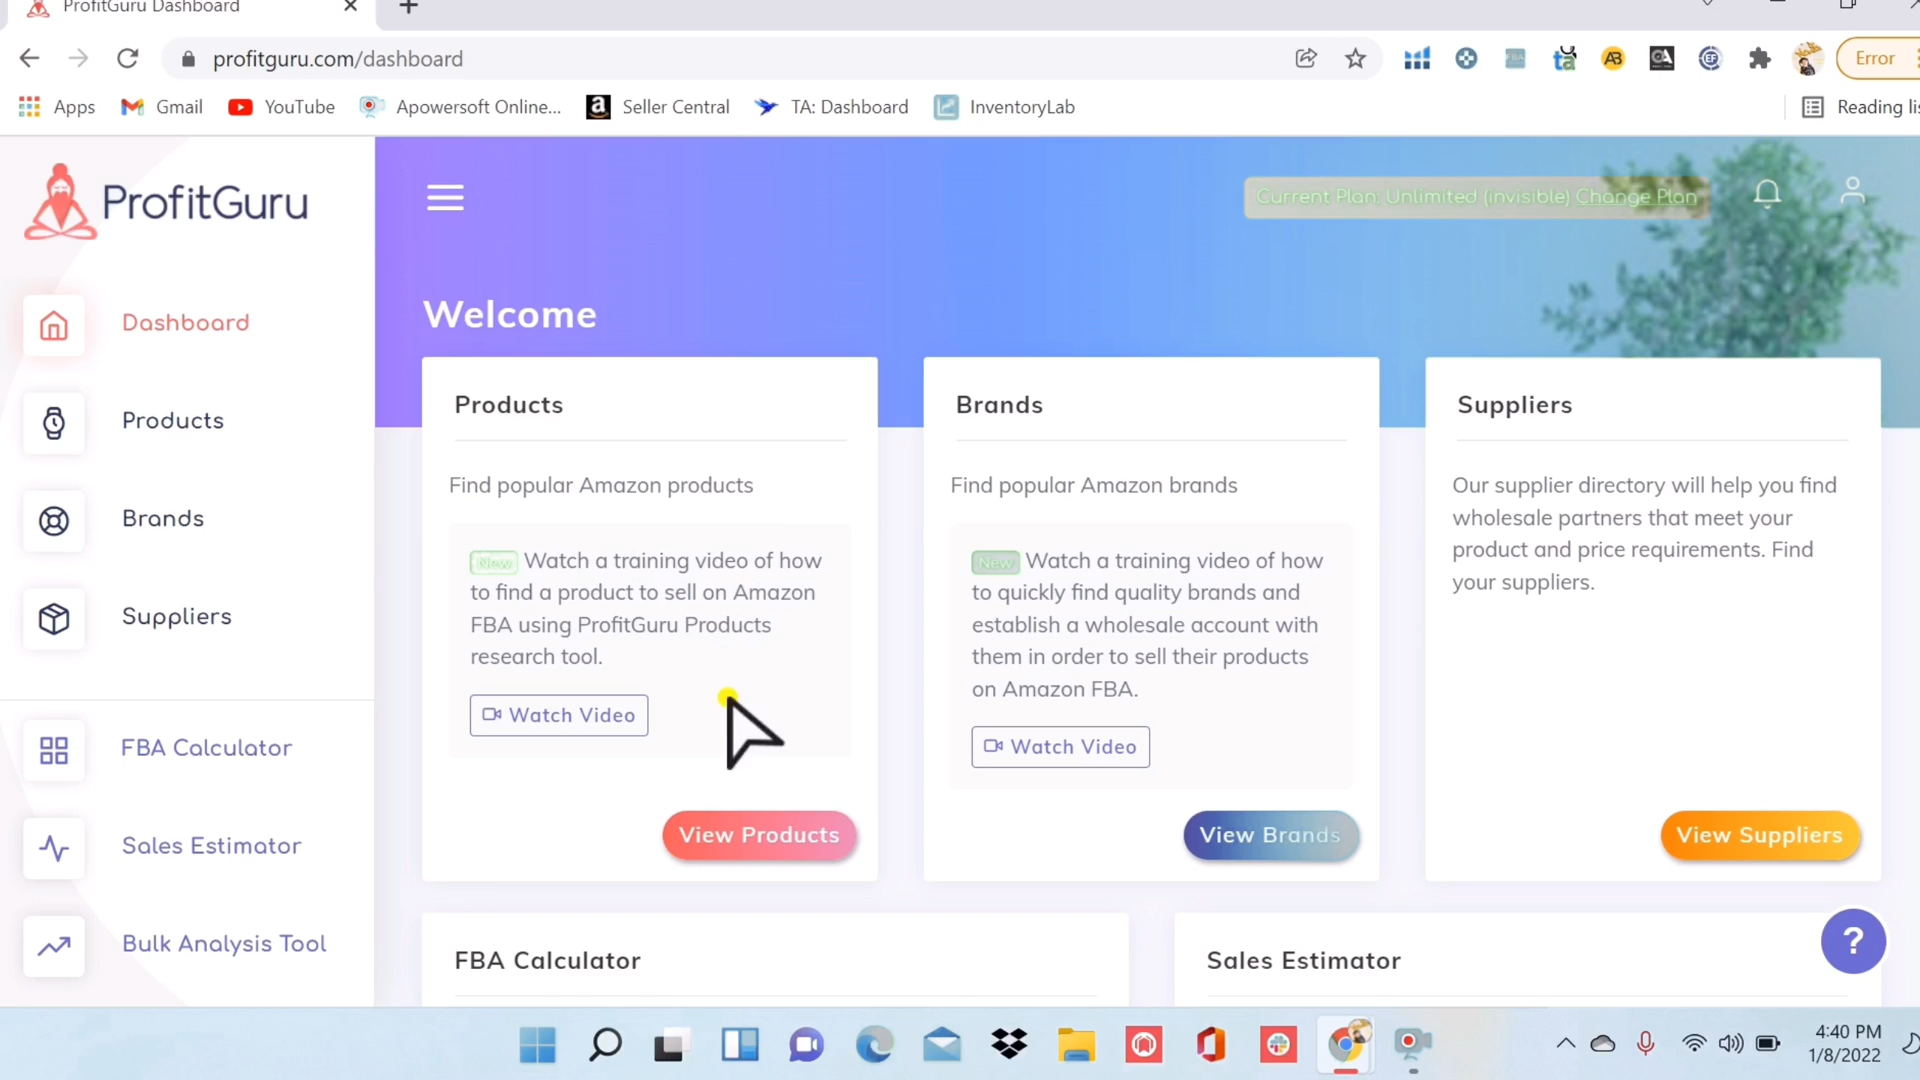 ProfitGuru Dashboard
profitguru.com/dashboard
Error
Apps
Gmail
YouTube
Apowersoft Online...
Seller Central
TA: Dashboard
InventoryLab
Reading lis
ProfitGuru
Current Plan: Unlimited (invisible) Change Plan
Welcome
Dashboard
Products
Brands
Suppliers
FBA Calculator
Sales Estimator
Bulk Analysis Tool
Products
Find popular Amazon products
New Watch a training video of how
to find a product to sell on Amazon
FBA using ProfitGuru Products
research tool.
Watch Video
View Products
Brands
Find popular Amazon brands
New Watch a training video of how
to quickly find quality brands and
establish a wholesale account with
them in order to sell their products
on Amazon FBA.
Watch Video
View Brands
Suppliers
Our supplier directory will help you find
wholesale partners that meet your
product and price requirements. Find
your suppliers.
View Suppliers
FBA Calculator
Sales Estimator
?
4:40 PM
1/8/2022